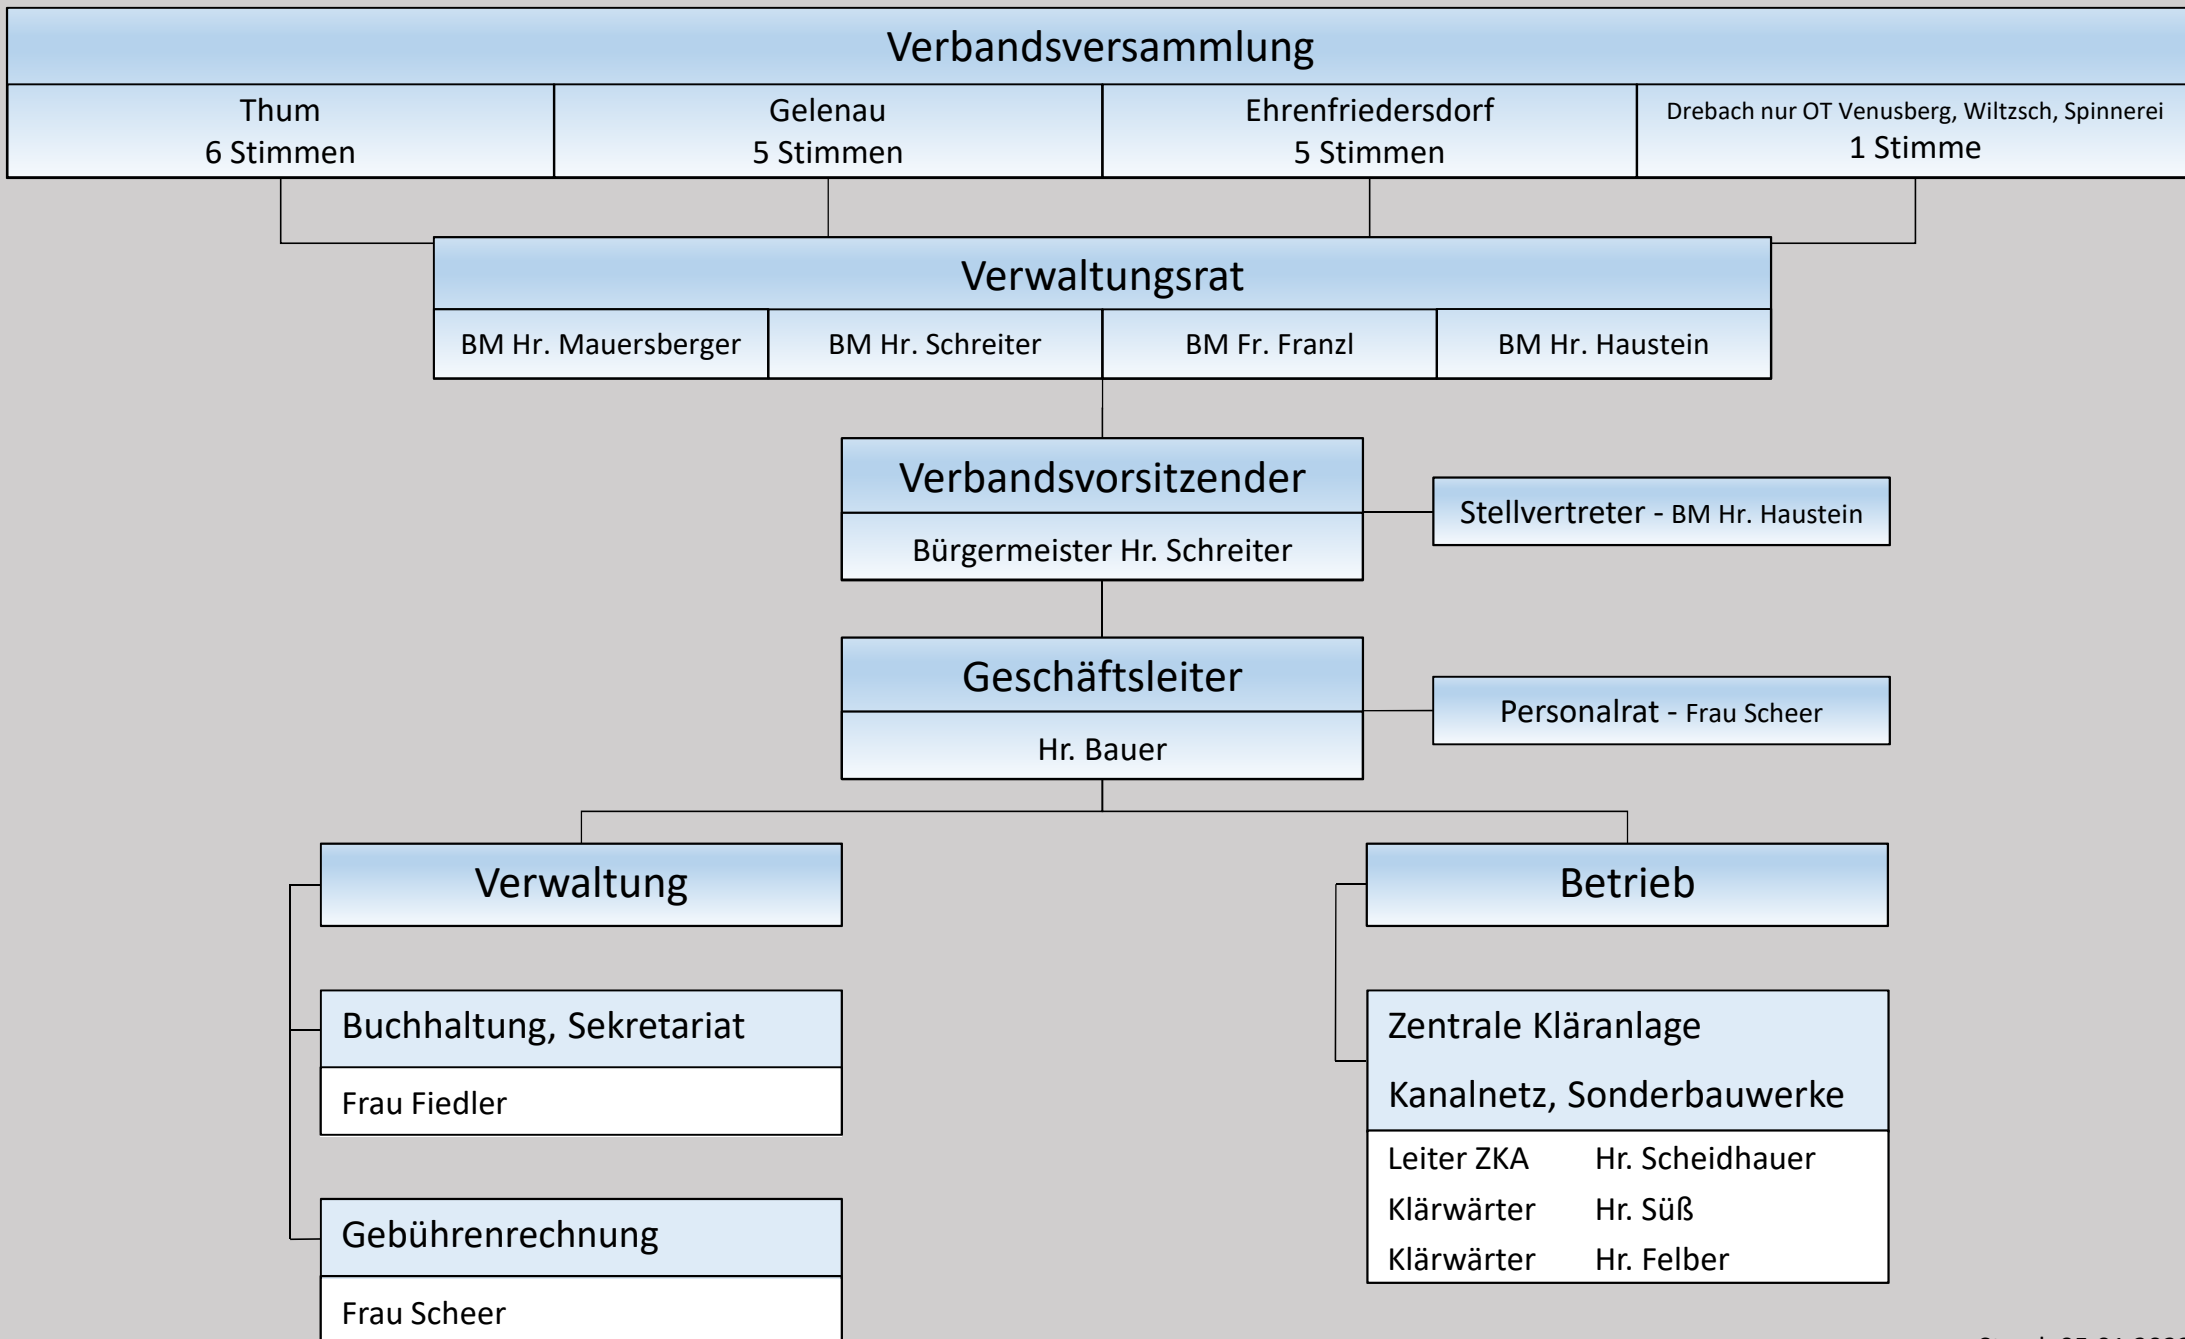 Verbandsversammlung
Thum
6 Stimmen
Gelenau
5 Stimmen
Ehrenfriedersdorf
5 Stimmen
Drebach nur OT Venusberg, Wiltzsch, Spinnerei
1 Stimme
Verwaltungsrat
BM Hr. Mauersberger
BM Hr. Schreiter
BM Fr. Franzl
BM Hr. Haustein
Verbandsvorsitzender
Bürgermeister Hr. Schreiter
Stellvertreter - BM Hr. Haustein
Geschäftsleiter
Hr. Bauer
Personalrat - Frau Scheer
Verwaltung
Buchhaltung, Sekretariat
Frau Fiedler
Gebührenrechnung
Frau Scheer
Betrieb
Zentrale Kläranlage
Kanalnetz, Sonderbauwerke
Leiter ZKA Hr. Scheidhauer
Klärwärter Hr. Süß
Klärwärter Hr. Felber